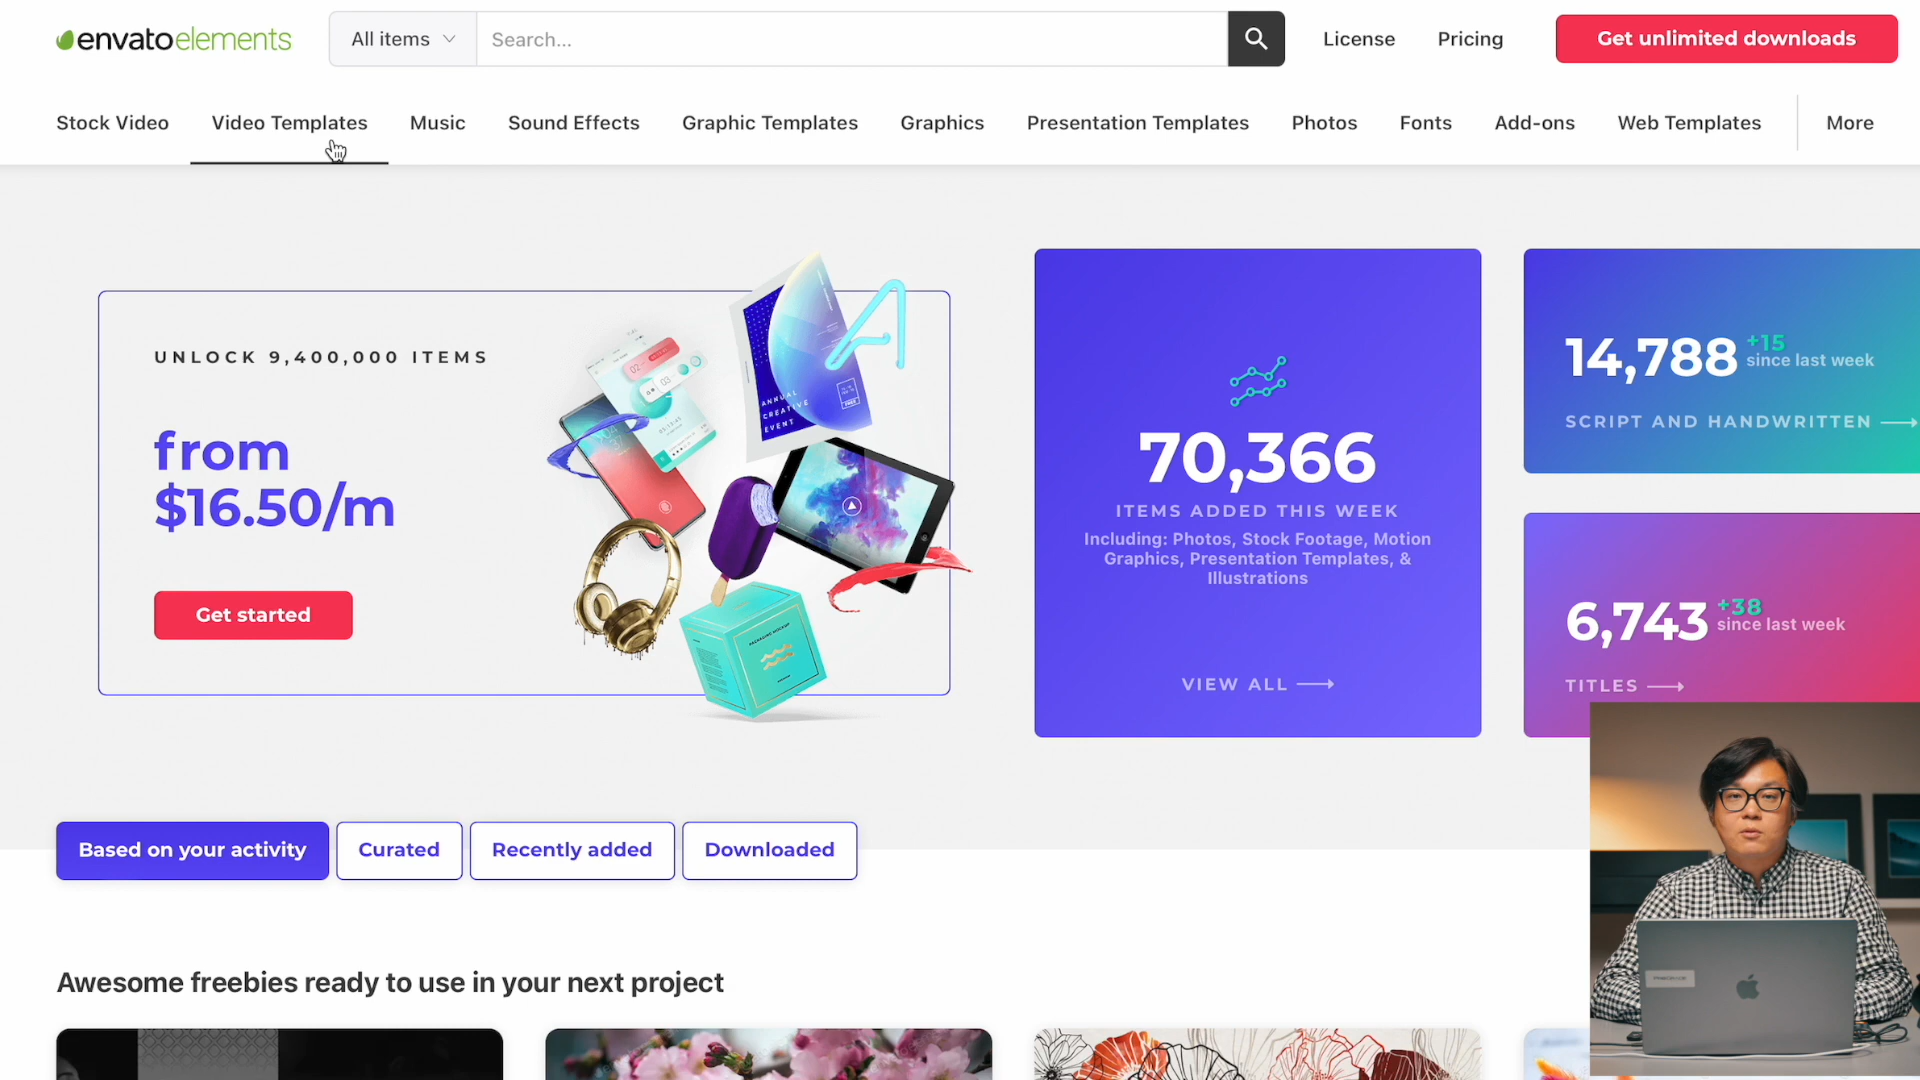 envatoelements
All items
Search...
License
Pricing
Get unlimited downloads
Stock Video
Video Templates
Music
Sound Effects
Graphic Templates
Graphics
Presentation Templates
Photos
Fonts
Add-ons
Web Templates
More
UNLOCK 9,400,000 ITEMS
from
$16.50/m
Get started
ANNUAL
CREATIVE
EVENT
70,366
ITEMS ADDED THIS WEEK
Including: Photos, Stock Footage, Motion
Graphics, Presentation Templates, &
Illustrations
VIEW ALL
14,788
+15
since last week
SCRIPT AND HANDWRITTEN
6,743
+38
since last week
TITLES
Based on your activity
Curated
Recently added
Downloaded
Awesome freebies ready to use in your next project